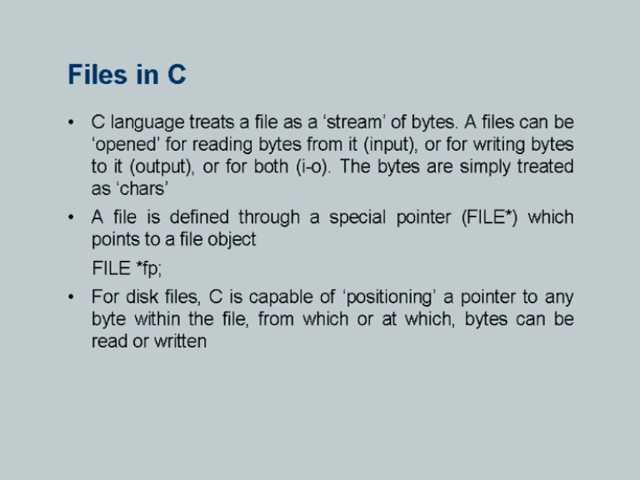 Files in C
• C language treats a file as a ‘stream’ of bytes. A files can be
‘opened’ for reading bytes from it (input), or for writing bytes
to it (output), or for both (i-o). The bytes are simply treated
as ‘chars’
• A file is defined through a special pointer (FILE*) which
points to a file object
FILE *fp;
• For disk files, C is capable of ‘positioning’ a pointer to any
byte within the file, from which or at which, bytes can be
read or written